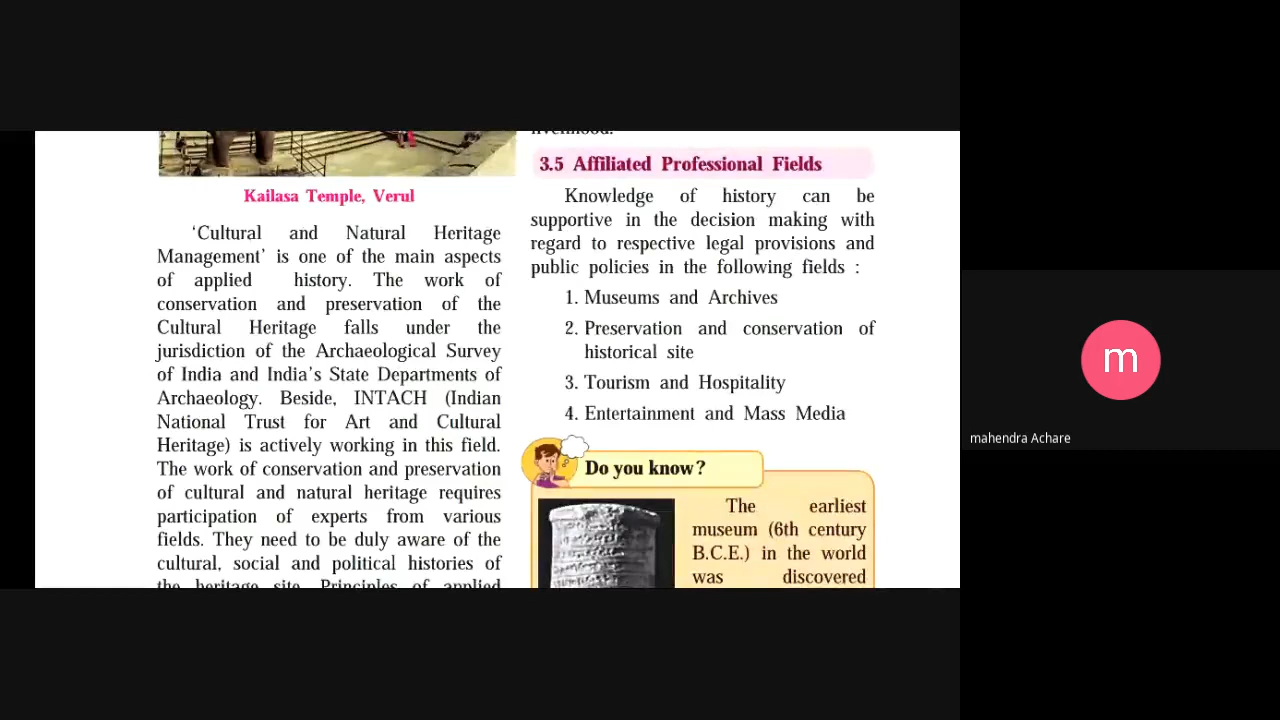 Kailasa Temple, Verul
'Cultural and Natural Heritage
Management' is one of the main aspects
of applied history. The work of
conservation and preservation of the
Cultural Heritage falls under the
jurisdiction of the Archaeological Survey
of India and India's State Departments of
Archaeology. Beside, INTACH (Indian
National Trust for Art and Cultural
Heritage) is actively working in this field.
The work of conservation and preservation
of cultural and natural heritage requires
participation of experts from various
fields. They need to be duly aware of the
cultural, social and political histories of
the heritage site. Principles of applied
livelihood.
3.5 Affiliated Professional Fields
Knowledge of history can be
supportive in the decision making with
regard to respective legal provisions and
public policies in the following fields :
1. Museums and Archives
2. Preservation and conservation of
historical site
3. Tourism and Hospitality
4. Entertainment and Mass Media
Do you know?
The earliest
museum (6th century
B.C.E.) in the world
was discovered
m
mahendra Achare